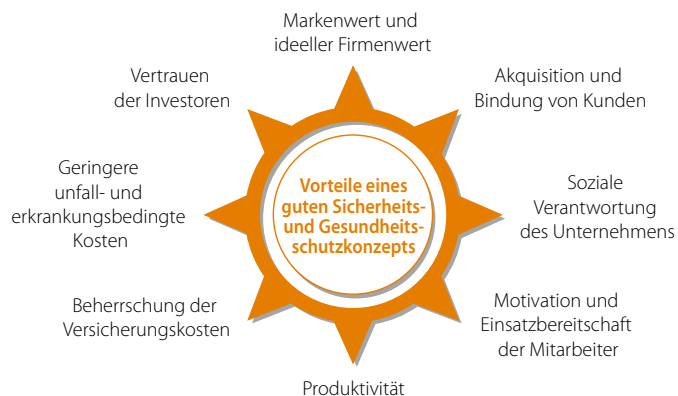 Markenwert und
ideeller Firmenwert
Vertrauen
der Investoren
Akquisition und
Bindung von Kunden
Geringere
unfall- und
erkrankungsbedingte
Kosten
Vorteile eines
guten Sicherheits-
und Gesundheits-
schutzkonzepts
Soziale
Verantwortung
des Unternehmens
Beherrschung der
Versicherungskosten
Motivation und
Einsatzbereitschaft
der Mitarbeiter
Produktivität